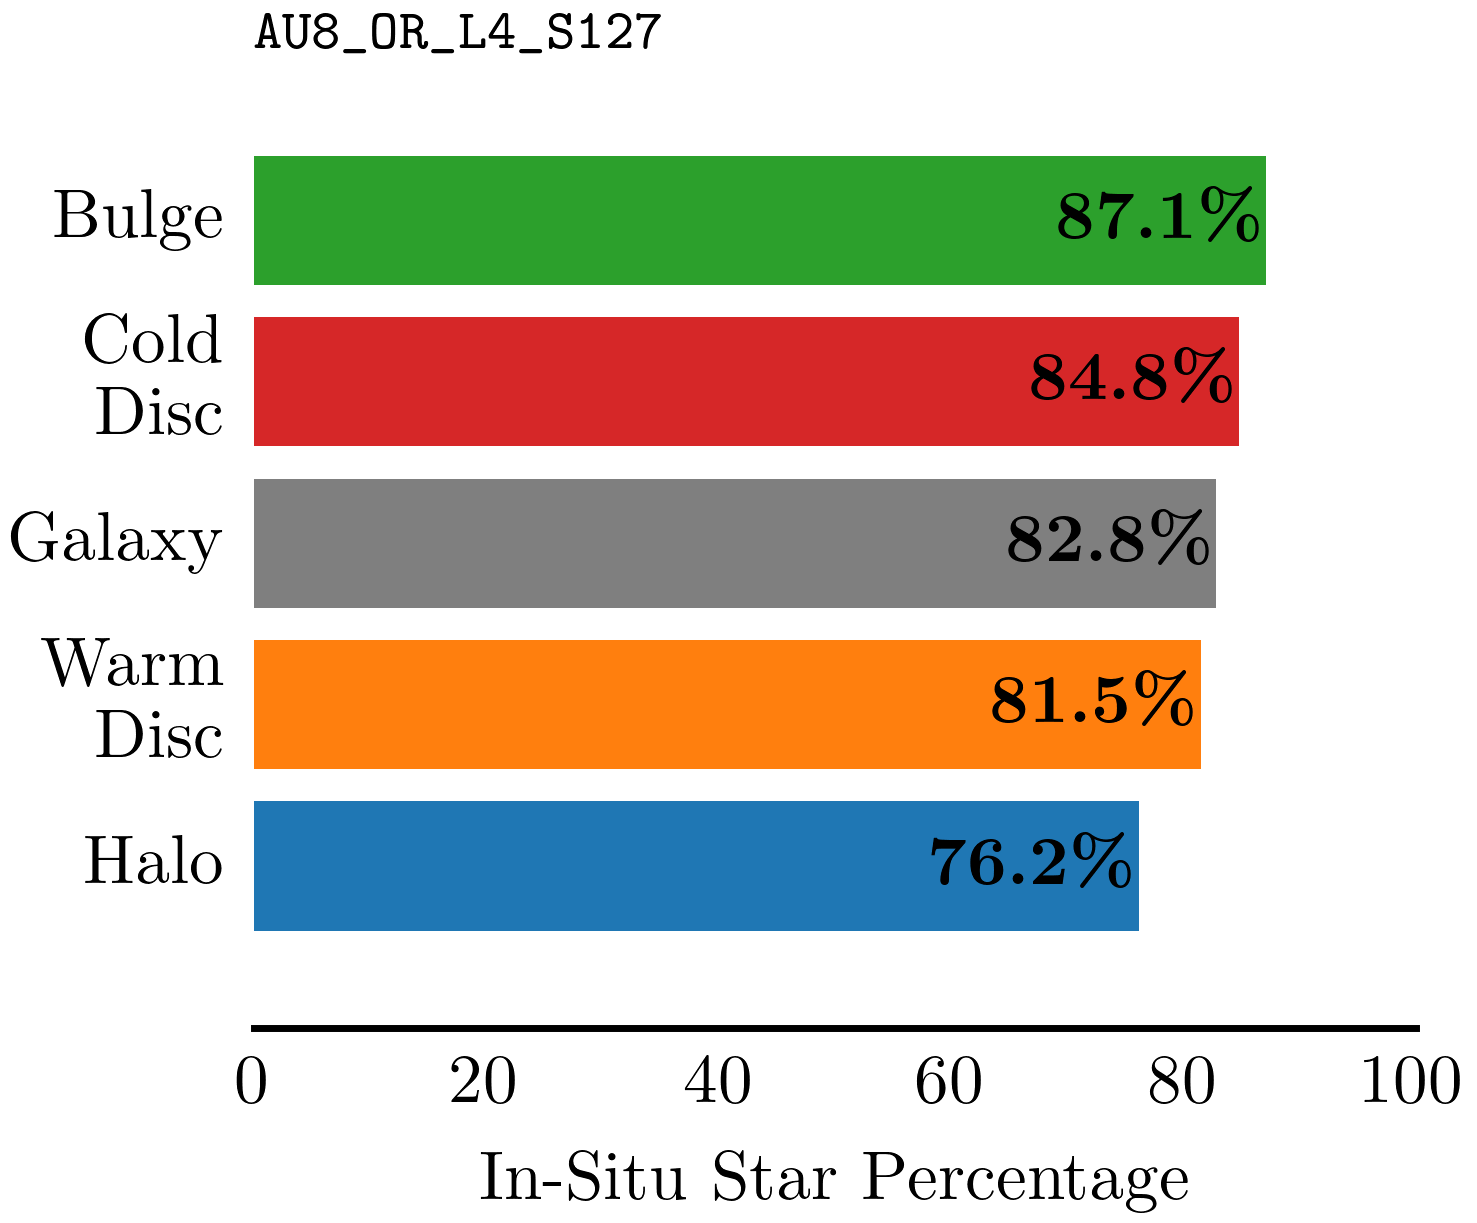 AU8_OR_L4_S127
Bulge
87.1%
Cold
Disc
84.8%
Galaxy
82.8%
Warm
Disc
81.5%
Halo
76.2%
0 20 40 60 80 100
In-Situ Star Percentage